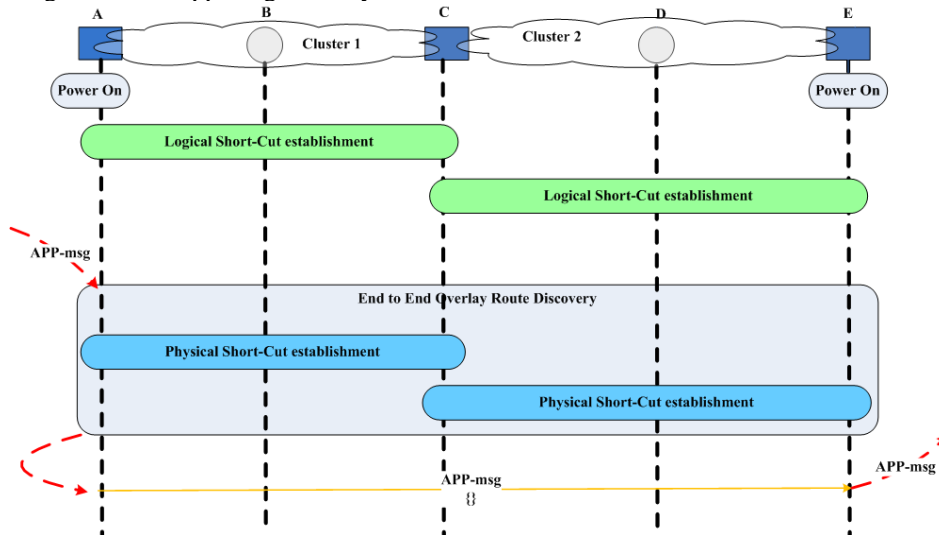 A
B
C
D
E
Cluster 1
Cluster 2
Power On
Power On
Logical Short-Cut establishment
Logical Short-Cut establishment
APP-msg
End to End Overlay Route Discovery
Physical Short-Cut establishment
Physical Short-Cut establishment
APP-msg
{}
APP-msg